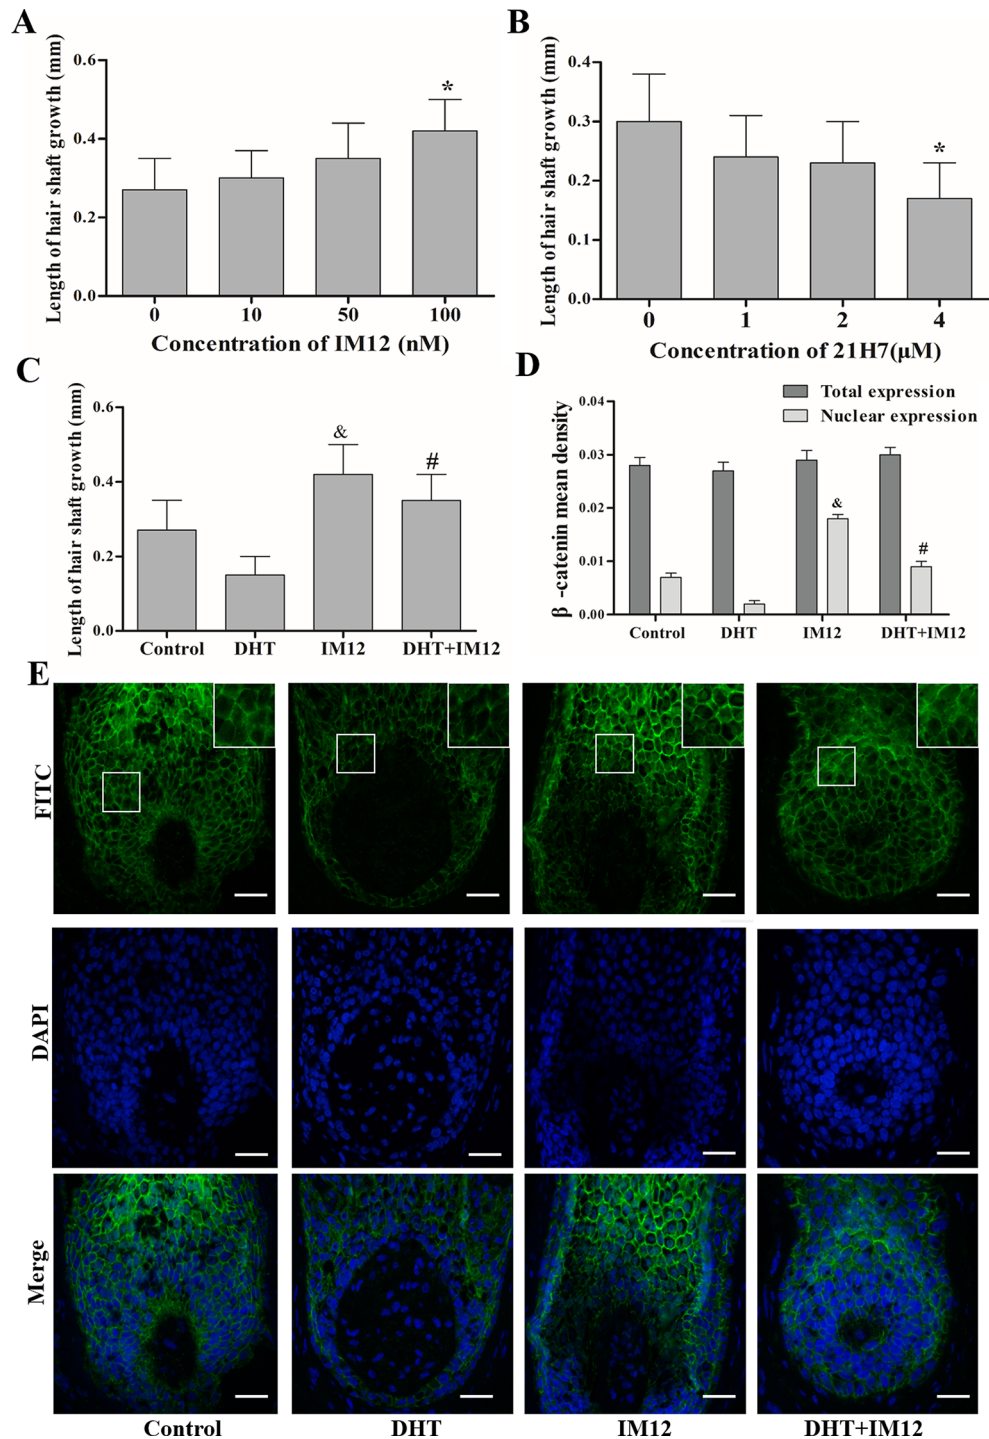 A
Length of hair shaft growth (mm)
0.6
0.4
0.2
0.0
0 10 50 100
*
Concentration of IM12 (nM)
B
Length of hair shaft growth (mm)
0.4
0.3
0.2
0.1
0.0
0 1 2 4
*
Concentration of 21H7(μM)
C
Length of hair shaft growth (mm)
0.6
0.4
0.2
0.0
&
#
Control DHT IM12 DHT+IM12
D
β -catenin mean density
0.04
0.03
0.02
0.01
0.00
Total expression
Nuclear expression
&
#
Control DHT IM12 DHT+IM12
E
FITC
DAPI
Merge
Control DHT IM12 DHT+IM12